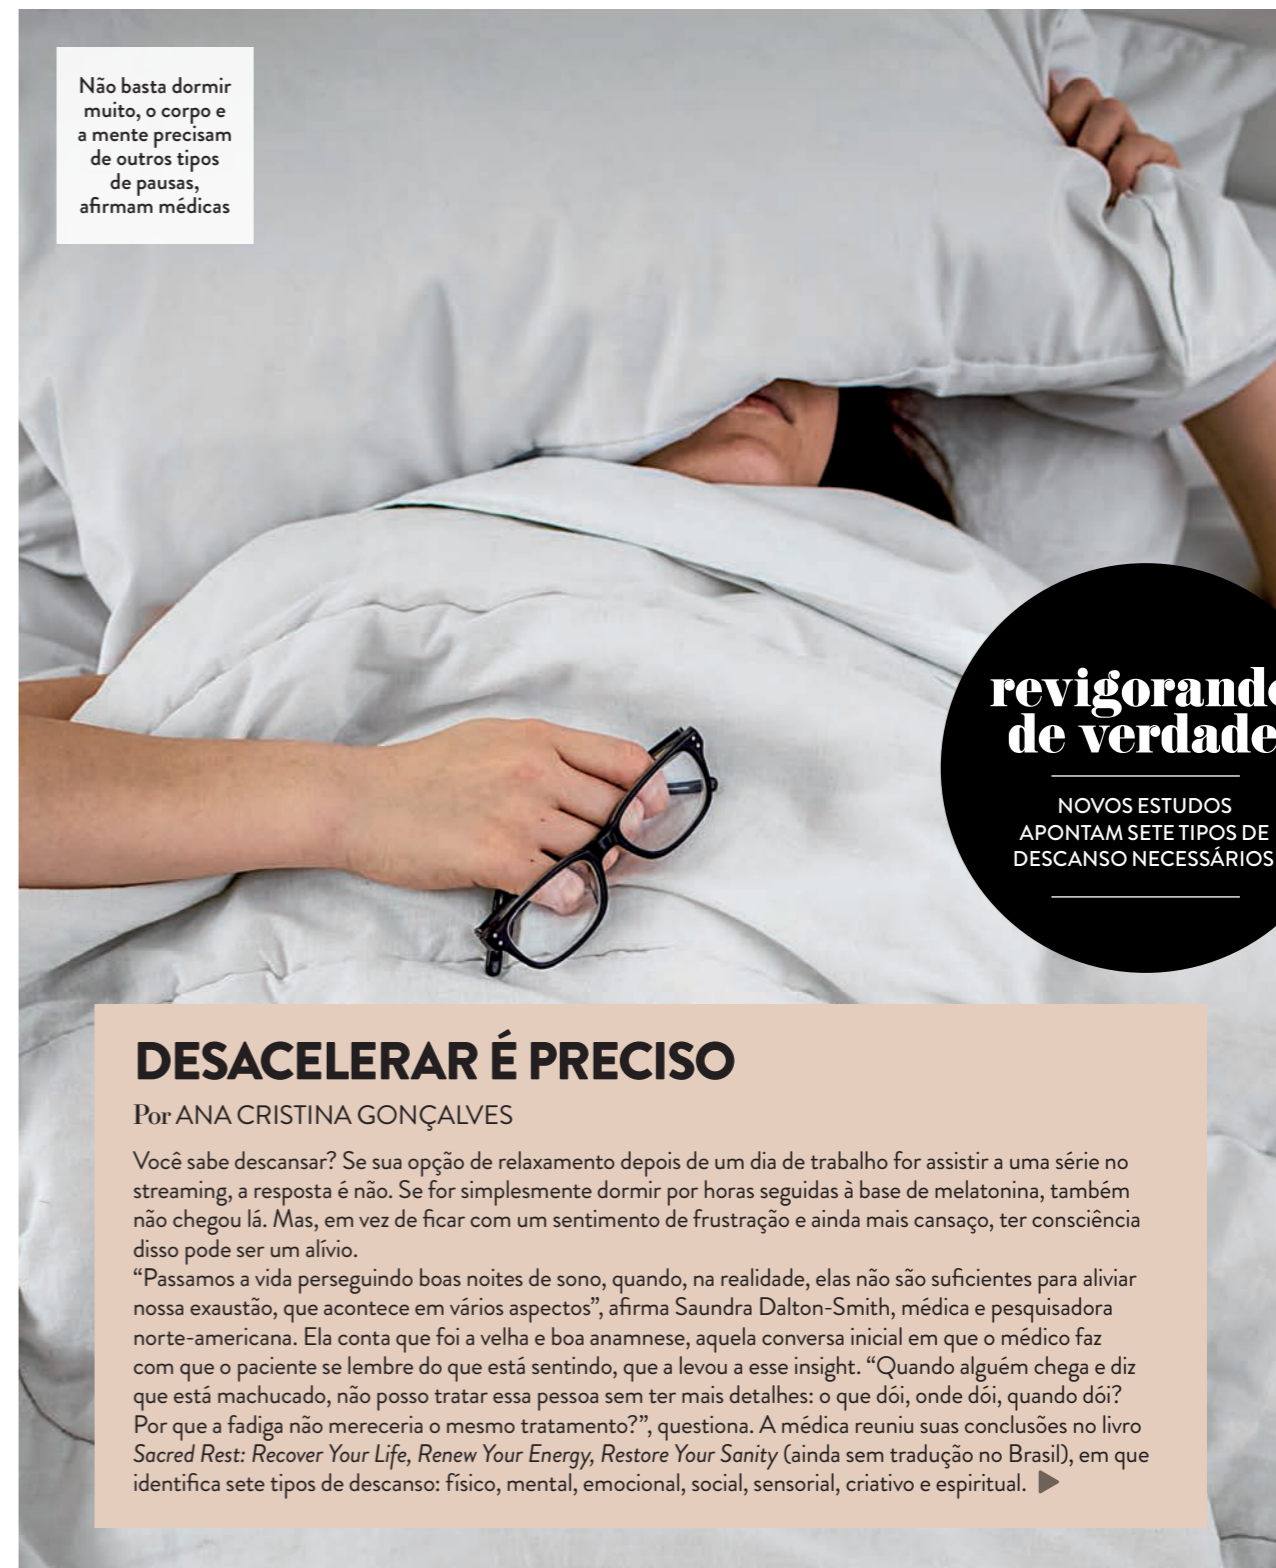 Não basta dormir
muito, o corpo e
a mente precisam
de outros tipos
de pausas,
afirmam médicas
revigorando
de verdade
NOVOS ESTUDOS
APONTAM SETE TIPOS DE
DESCANSO NECESSÁRIOS
DESACELERAR É PRECISO
Por ANA CRISTINA GONÇALVES
Você sabe descansar? Se sua opção de relaxamento depois de um dia de trabalho for assistir a uma série no
streaming, a resposta é não. Se for simplesmente dormir por horas seguidas à base de melatonina, também
não chegou lá. Mas, em vez de ficar com um sentimento de frustração e ainda mais cansaço, ter consciência
disso pode ser um alívio.
“Passamos a vida perseguindo boas noites de sono, quando, na realidade, elas não são suficientes para aliviar
nossa exaustão, que acontece em vários aspectos”, afirma Saundra Dalton-Smith, médica e pesquisadora
norte-americana. Ela conta que foi a velha e boa anamnese, aquela conversa inicial em que o médico faz
com que o paciente se lembre do que está sentindo, que a levou a esse insight. “Quando alguém chega e diz
que está machucado, não posso tratar essa pessoa sem ter mais detalhes: o que dói, onde dói, quando dói?
Por que a fadiga não mereceria o mesmo tratamento?”, questiona. A médica reuniu suas conclusões no livro
Sacred Rest: Recover Your Life, Renew Your Energy, Restore Your Sanity (ainda sem tradução no Brasil), em que
identifica sete tipos de descanso: físico, mental, emocional, social, sensorial, criativo e espiritual.